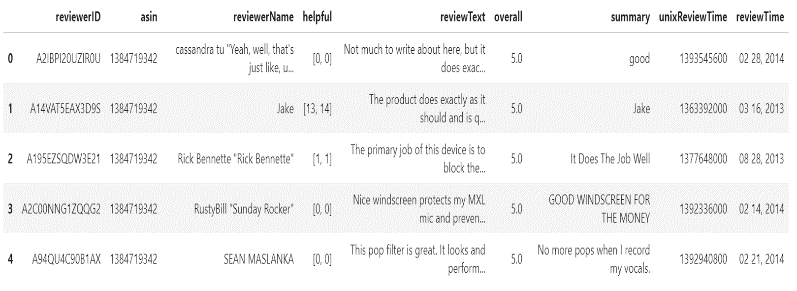 reviewerID asin reviewerName helpful reviewText overall summary unixReviewTime reviewTime
0 A2IBPI20UZIR0U 1384719342 cassandra tu "Yeah, well, that's just like, u... [0, 0] Not much to write about here, but it does exac... 5.0 good 1393545600 02 28, 2014
1 A14VAT5EAX3D9S 1384719342 Jake [13, 14] The product does exactly as it should and is q... 5.0 Jake 1363392000 03 16, 2013
2 A195EZSQDW3E21 1384719342 Rick Bennette "Rick Bennette" [1, 1] The primary job of this device is to block the... 5.0 It Does The Job Well 1377648000 08 28, 2013
3 A2C00NNG1ZQQG2 1384719342 RustyBill "Sunday Rocker" [0, 0] Nice windscreen protects my MXL mic and preven... 5.0 GOOD WINDSCREEN FOR THE MONEY 1392336000 02 14, 2014
4 A94QU4C90B1AX 1384719342 SEAN MASLANKA [0, 0] This pop filter is great. It looks and perform... 5.0 No more pops when I record my vocals. 1392940800 02 21, 2014